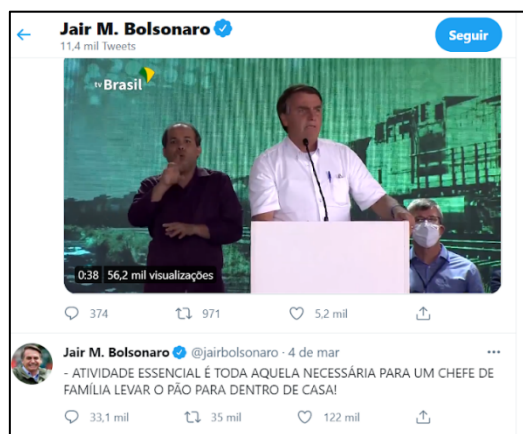 Jair M. Bolsonaro
11,4 mil Tweets
Seguir
tv Brasil
0:38 56,2 mil visualizações
374 971 5,2 mil
Jair M. Bolsonaro @jairbolsonaro · 4 de mar
- ATIVIDADE ESSENCIAL É TODA AQUELA NECESSÁRIA PARA UM CHEFE DE
FAMÍLIA LEVAR O PÃO PARA DENTRO DE CASA!
33,1 mil 35 mil 122 mil